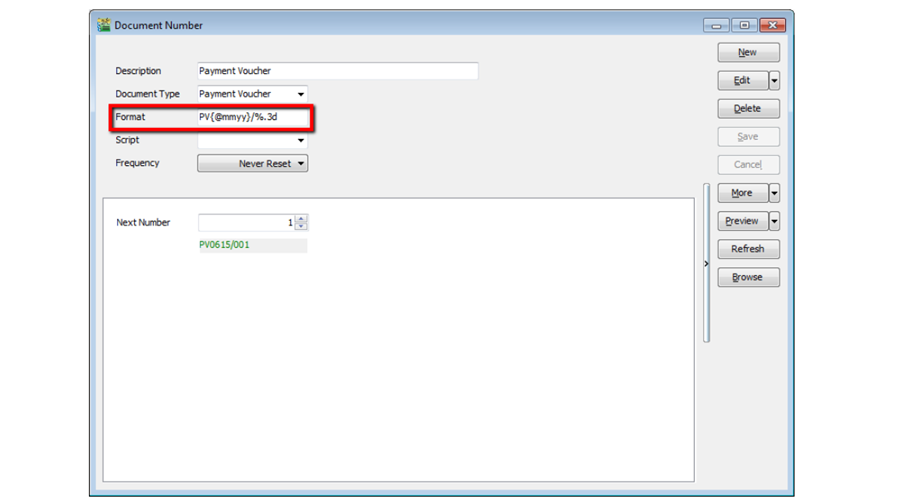 Document Number
Description Payment Voucher
Document Type Payment Voucher
Format PV{@mmyy}/%.3d
Script
Frequency Never Reset
Next Number 1
PV0615/001
New
Edit
Delete
Save
Cancel
More
Preview
Refresh
Browse